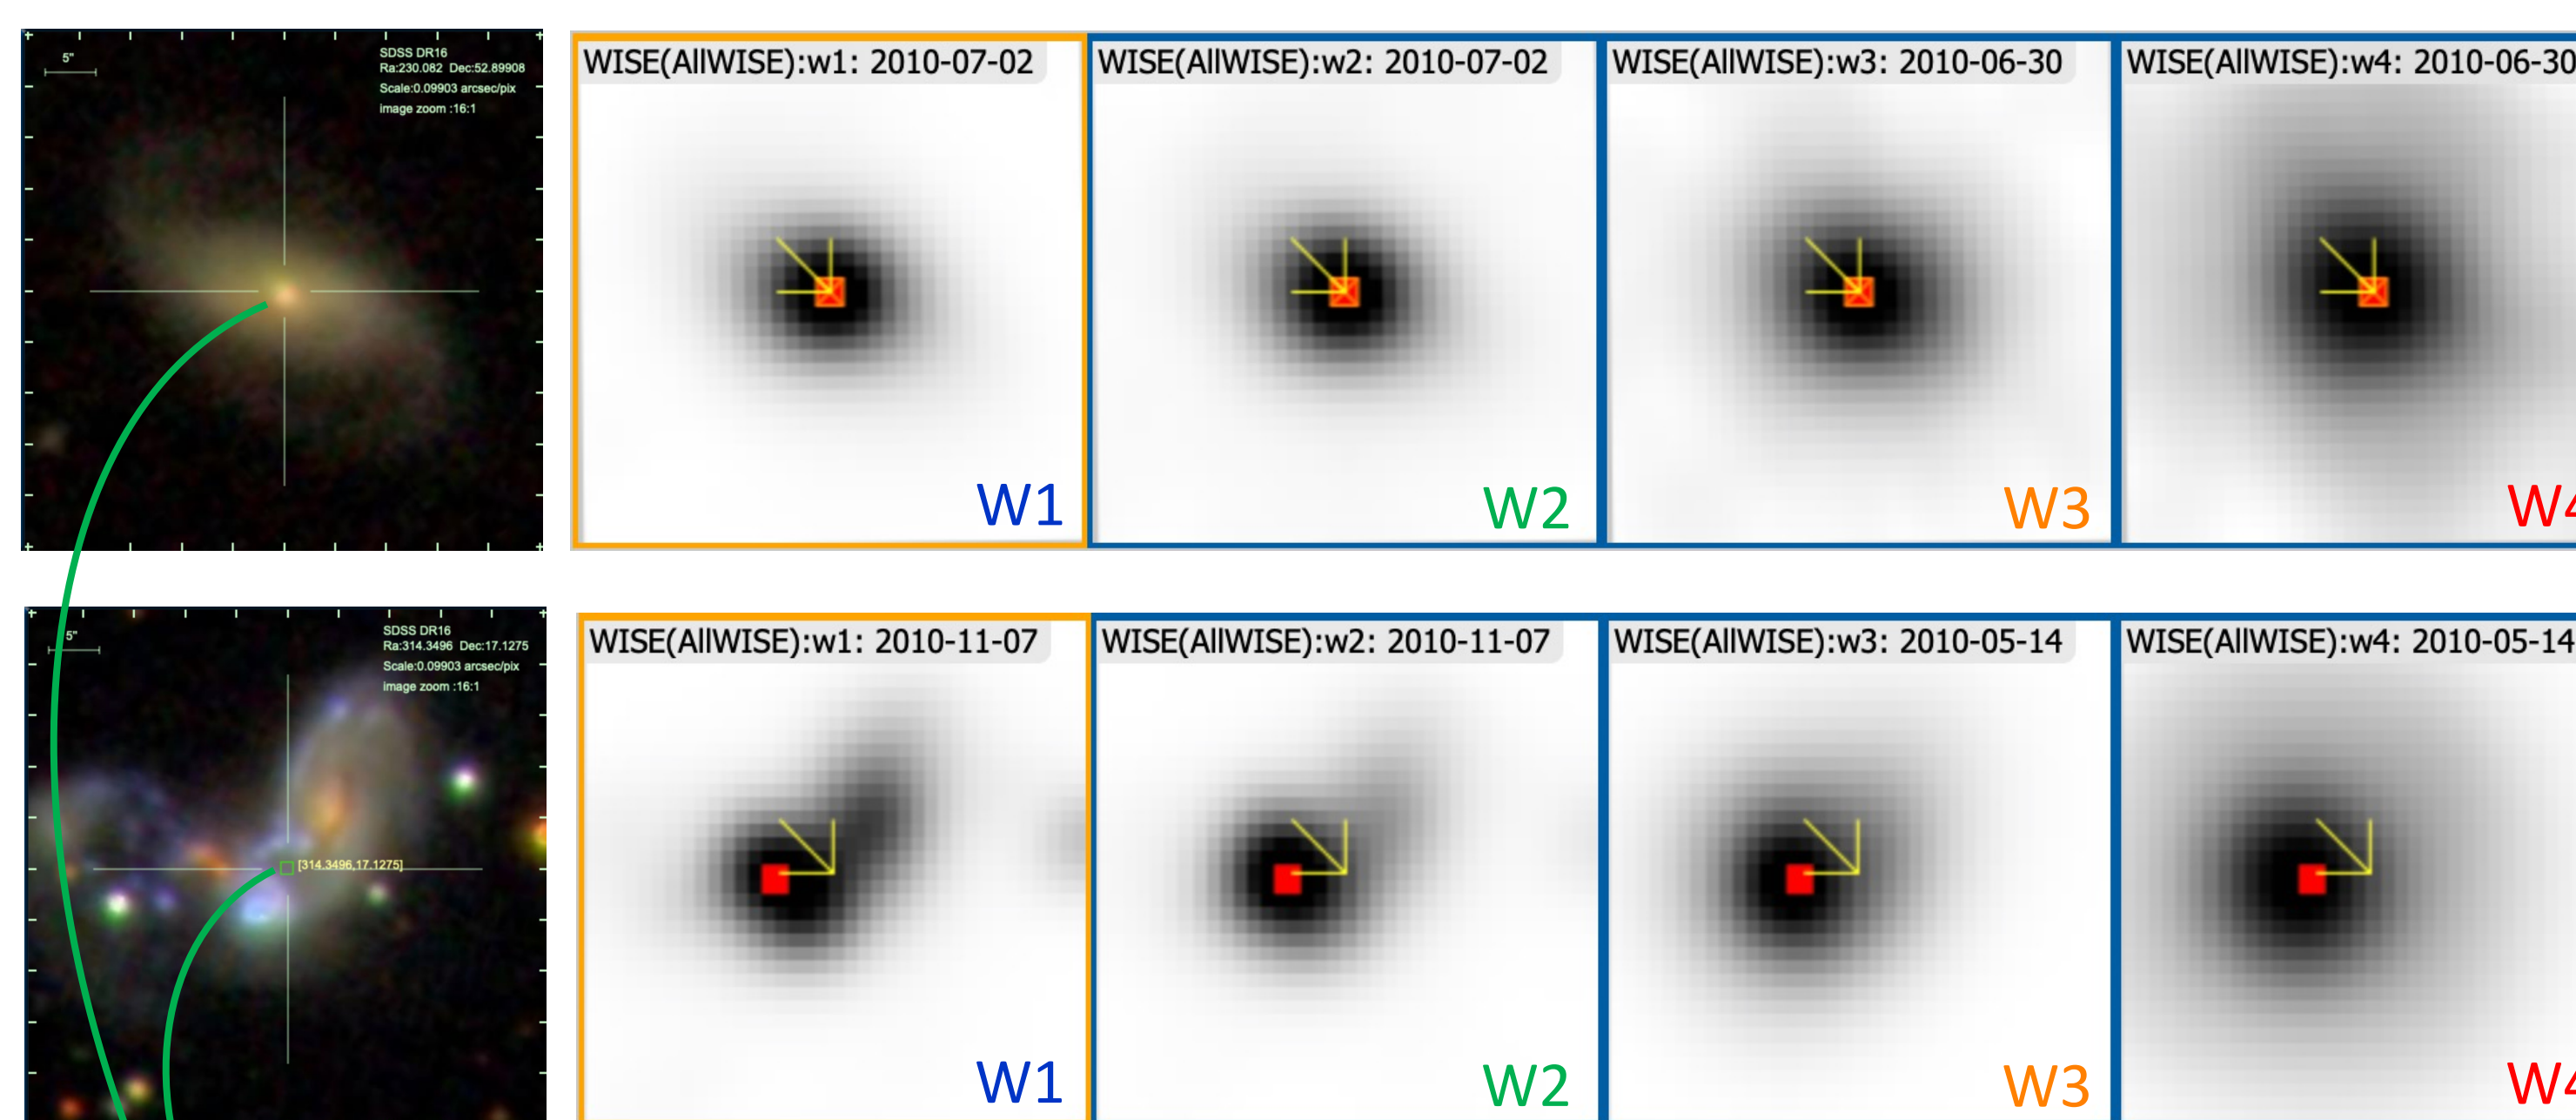 5"
SDSS DR16
Ra:230.082 Dec:52.89908
Scale:0.09903 arcsec/pix
image zoom :16:1
WISE(AllWISE):w1: 2010-07-02
W1
WISE(AllWISE):w2: 2010-07-02
W2
WISE(AllWISE):w3: 2010-06-30
W3
WISE(AllWISE):w4: 2010-06-30
W4
5"
SDSS DR16
Ra:314.3496 Dec:17.1275
Scale:0.09903 arcsec/pix
image zoom :16:1
[314.3496,17.1275]
WISE(AllWISE):w1: 2010-11-07
W1
WISE(AllWISE):w2: 2010-11-07
W2
WISE(AllWISE):w3: 2010-05-14
W3
WISE(AllWISE):w4: 2010-05-14
W4